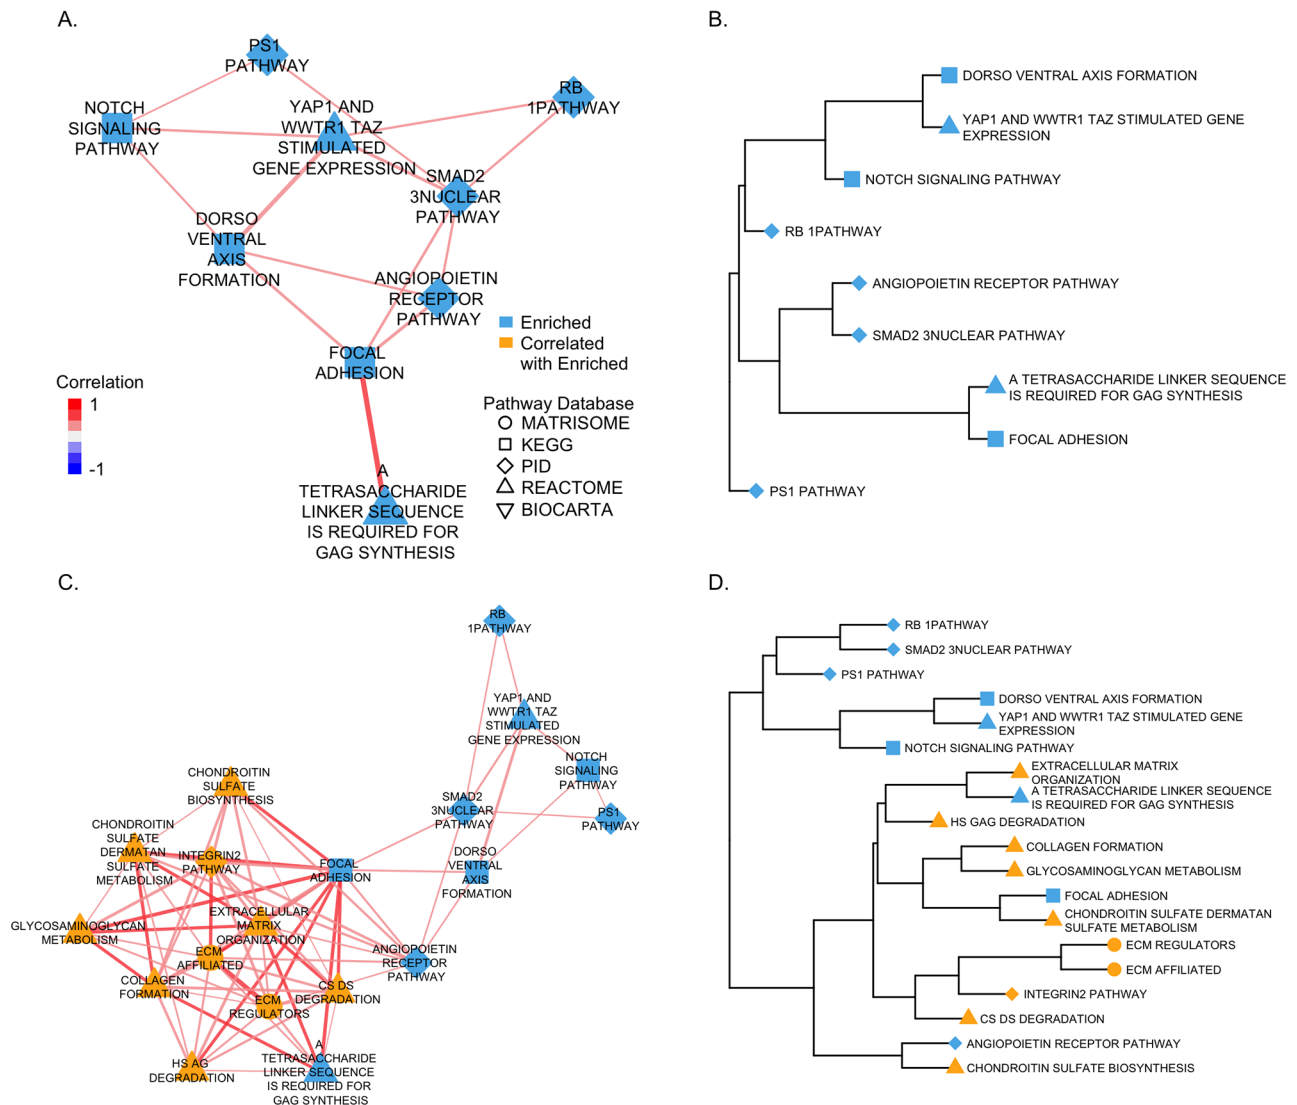 A.
PS1
PATHWAY
RB
1PATHWAY
NOTCH
SIGNALING
PATHWAY
YAP1 AND
WWTR1 TAZ
STIMULATED
GENE EXPRESSION
SMAD2
3NUCLEAR
PATHWAY
DORSO
VENTRAL
AXIS
FORMATION
ANGIOPOIETIN
RECEPTOR
PATHWAY
FOCAL
ADHESION
A
TETRASACCHARIDE
LINKER SEQUENCE
IS REQUIRED FOR
GAG SYNTHESIS
Correlation
1
-1
Enriched
Correlated
with Enriched
Pathway Database
MATRISOME
KEGG
PID
REACTOME
BIOCARTA
B.
DORSO VENTRAL AXIS FORMATION
YAP1 AND WWTR1 TAZ STIMULATED GENE
EXPRESSION
NOTCH SIGNALING PATHWAY
RB 1PATHWAY
ANGIOPOIETIN RECEPTOR PATHWAY
SMAD2 3NUCLEAR PATHWAY
A TETRASACCHARIDE LINKER SEQUENCE
IS REQUIRED FOR GAG SYNTHESIS
FOCAL ADHESION
PS1 PATHWAY
C.
RB
1PATHWAY
YAP1 AND
WWTR1 TAZ
STIMULATED
GENE EXPRESSION
NOTCH
SIGNALING
PATHWAY
PS1
PATHWAY
SMAD2
3NUCLEAR
PATHWAY
DORSO
VENTRAL
AXIS
FORMATION
CHONDROITIN
SULFATE
BIOSYNTHESIS
CHONDROITIN
SULFATE
DERMATAN
SULFATE
METABOLISM
INTEGRIN2
PATHWAY
FOCAL
ADHESION
GLYCOSAMINOGLYCAN
METABOLISM
EXTRACELLULAR
MATRIX
ORGANIZATION
ECM
AFFILIATED
ANGIOPOIETIN
RECEPTOR
PATHWAY
COLLAGEN
FORMATION
ECM
REGULATORS
CS DS
DEGRADATION
HS AG
DEGRADATION
A
TETRASACCHARIDE
LINKER SEQUENCE
IS REQUIRED FOR
GAG SYNTHESIS
D.
RB 1PATHWAY
SMAD2 3NUCLEAR PATHWAY
PS1 PATHWAY
DORSO VENTRAL AXIS FORMATION
YAP1 AND WWTR1 TAZ STIMULATED GENE
EXPRESSION
NOTCH SIGNALING PATHWAY
EXTRACELLULAR MATRIX
ORGANIZATION
A TETRASACCHARIDE LINKER SEQUENCE
IS REQUIRED FOR GAG SYNTHESIS
HS GAG DEGRADATION
COLLAGEN FORMATION
GLYCOSAMINOGLYCAN METABOLISM
FOCAL ADHESION
CHONDROITIN SULFATE DERMATAN
SULFATE METABOLISM
ECM REGULATORS
ECM AFFILIATED
INTEGRIN2 PATHWAY
CS DS DEGRADATION
ANGIOPOIETIN RECEPTOR PATHWAY
CHONDROITIN SULFATE BIOSYNTHESIS